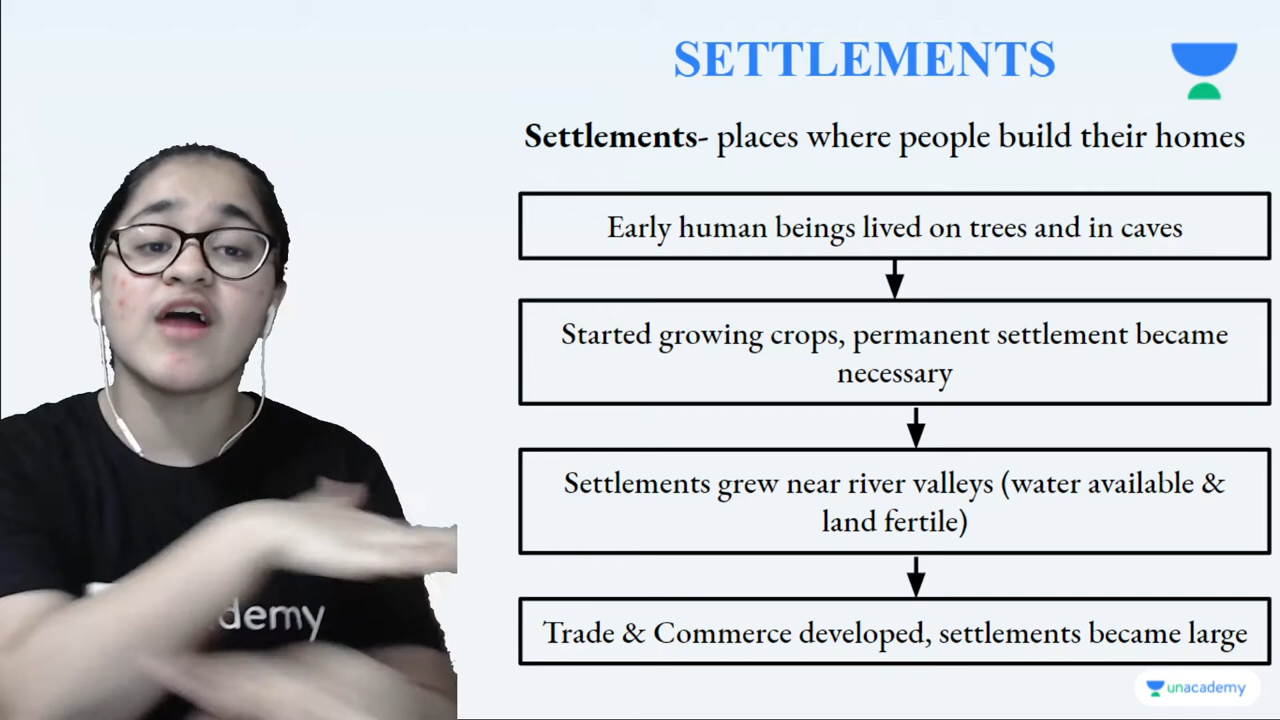 SETTLEMENTS
Settlements- places where people build their homes
Early human beings lived on trees and in caves
Started growing crops, permanent settlement became
necessary
Settlements grew near river valleys (water available &
land fertile)
Trade & Commerce developed, settlements became large
demy
unacademy